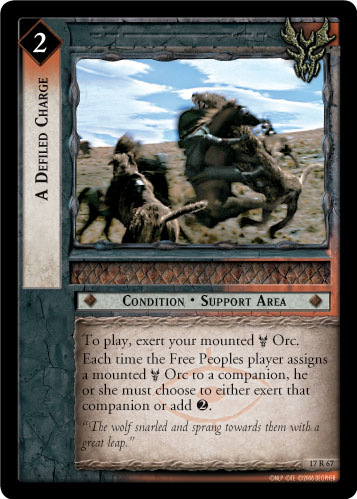 2
A Defiled Charge
Condition • Support Area
To play, exert your mounted Orc.
Each time the Free Peoples player assigns
a mounted Orc to a companion, he
or she must choose to either exert that
companion or add 2.
"The wolf snarled and sprang towards them with a
great leap."
17 R 67